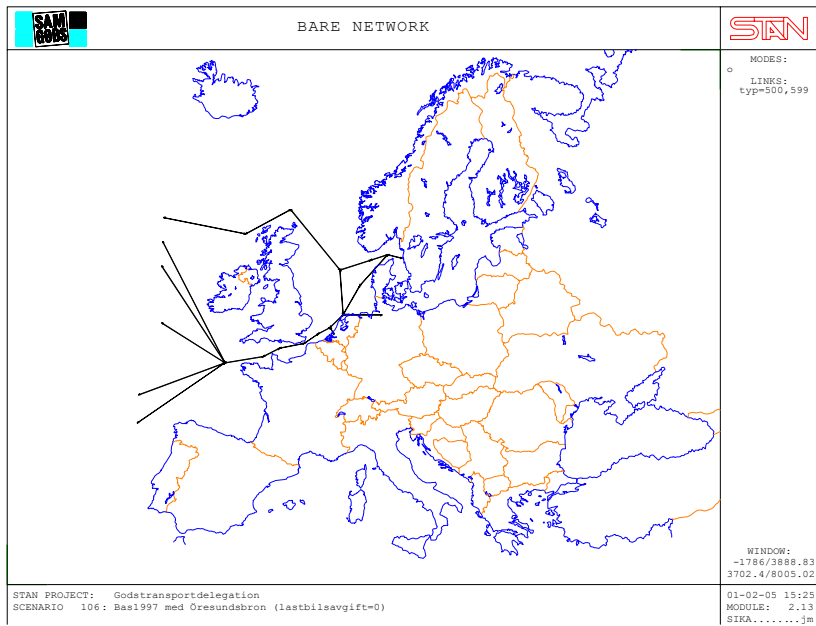 SAM
GODS
BARE NETWORK
STAN
MODES:
o
LINKS:
typ=500,599
WINDOW:
-1786/3888.83
3702.4/8005.02
STAN PROJECT: Godstransportdelegation
SCENARIO 106: Bas1997 med Öresundsbron (lastbilsavgift=0)
01-02-05 15:25
MODULE: 2.13
SIKA.......jm